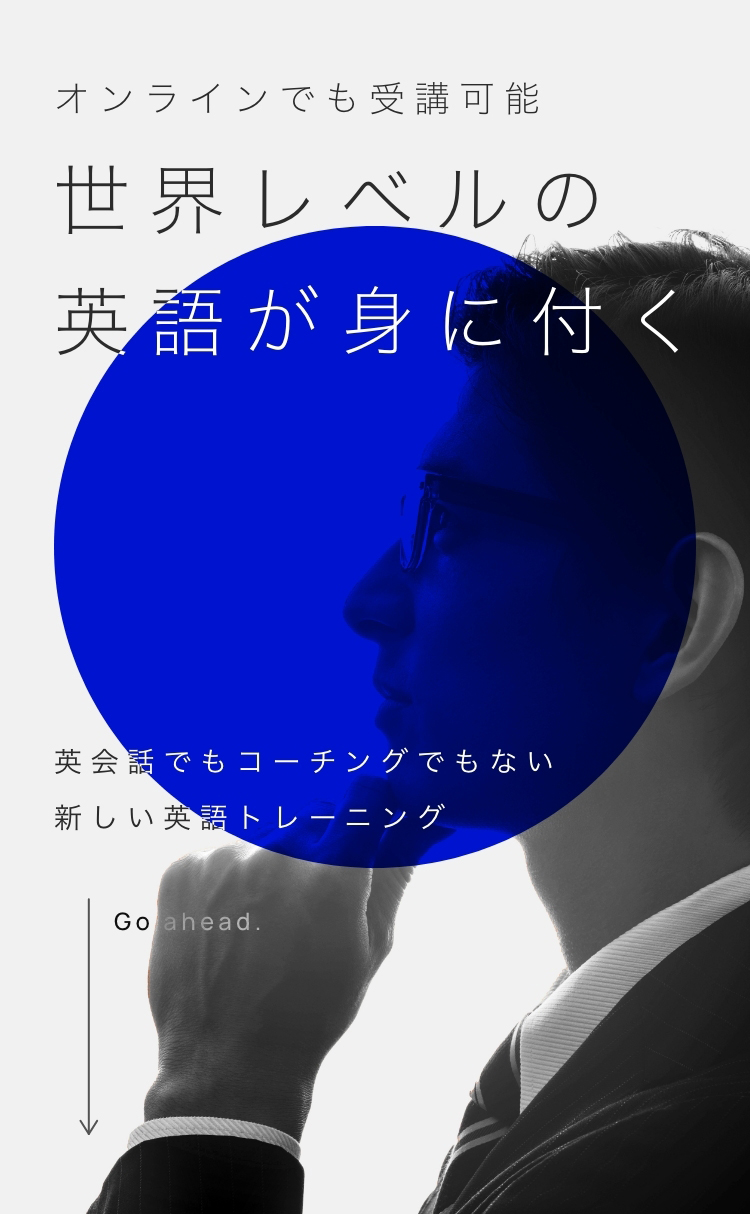 オンラインでも受講可能
世界レベルの
英語が身に付く
英会話でもコーチングでもない
新しい英語トレーニング
Go ahead.